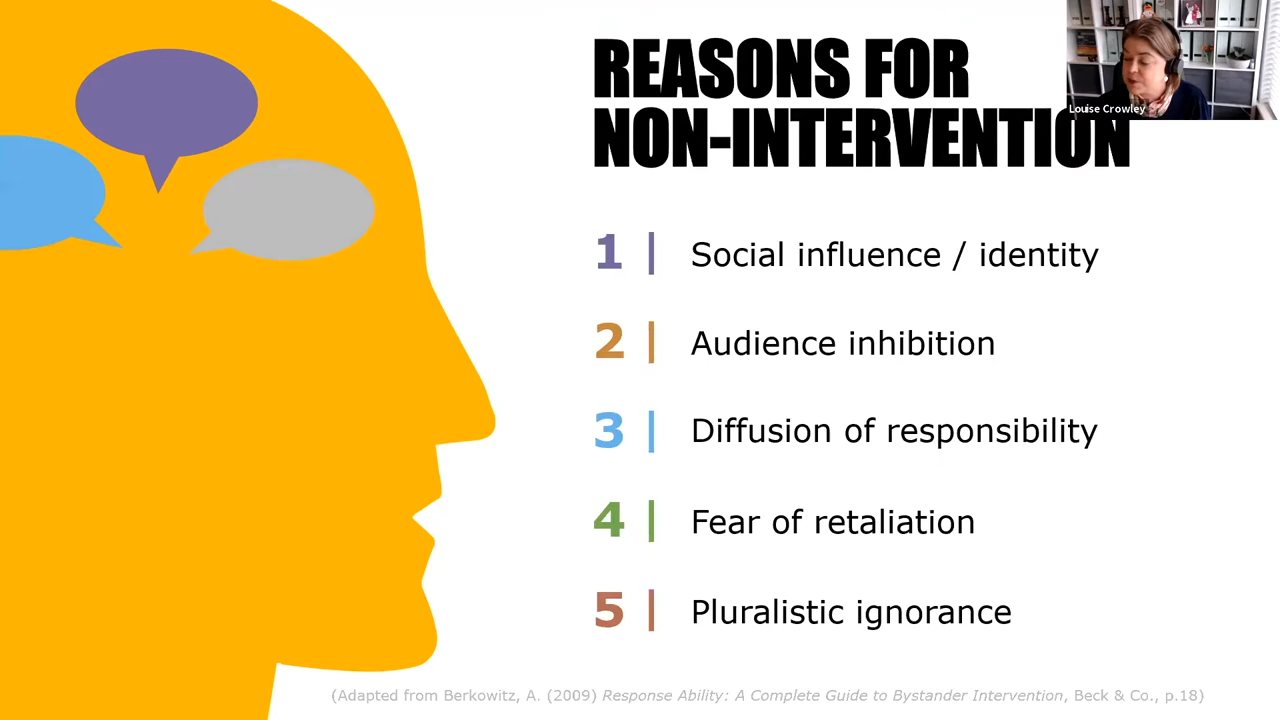 REASONS FOR
NON-INTERVENTION
Louise Crowley
1 | Social influence / identity
2 | Audience inhibition
3 | Diffusion of responsibility
4 | Fear of retaliation
5 | Pluralistic ignorance
(Adapted from Berkowitz, A. (2009) Response Ability: A Complete Guide to Bystander Intervention, Beck & Co., p.18)